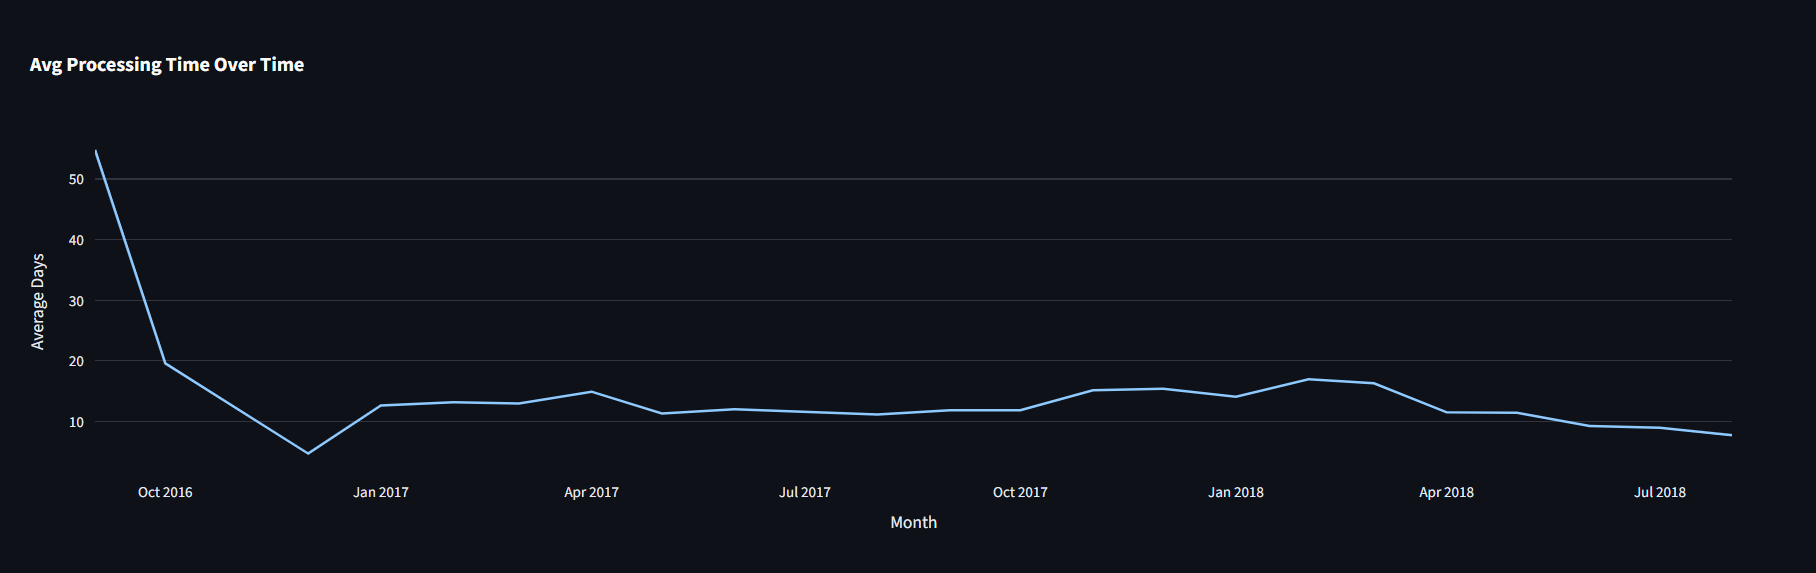 Avg Processing Time Over Time
Average Days
50
40
30
20
10
Oct 2016
Jan 2017
Apr 2017
Jul 2017
Oct 2017
Jan 2018
Apr 2018
Jul 2018
Month